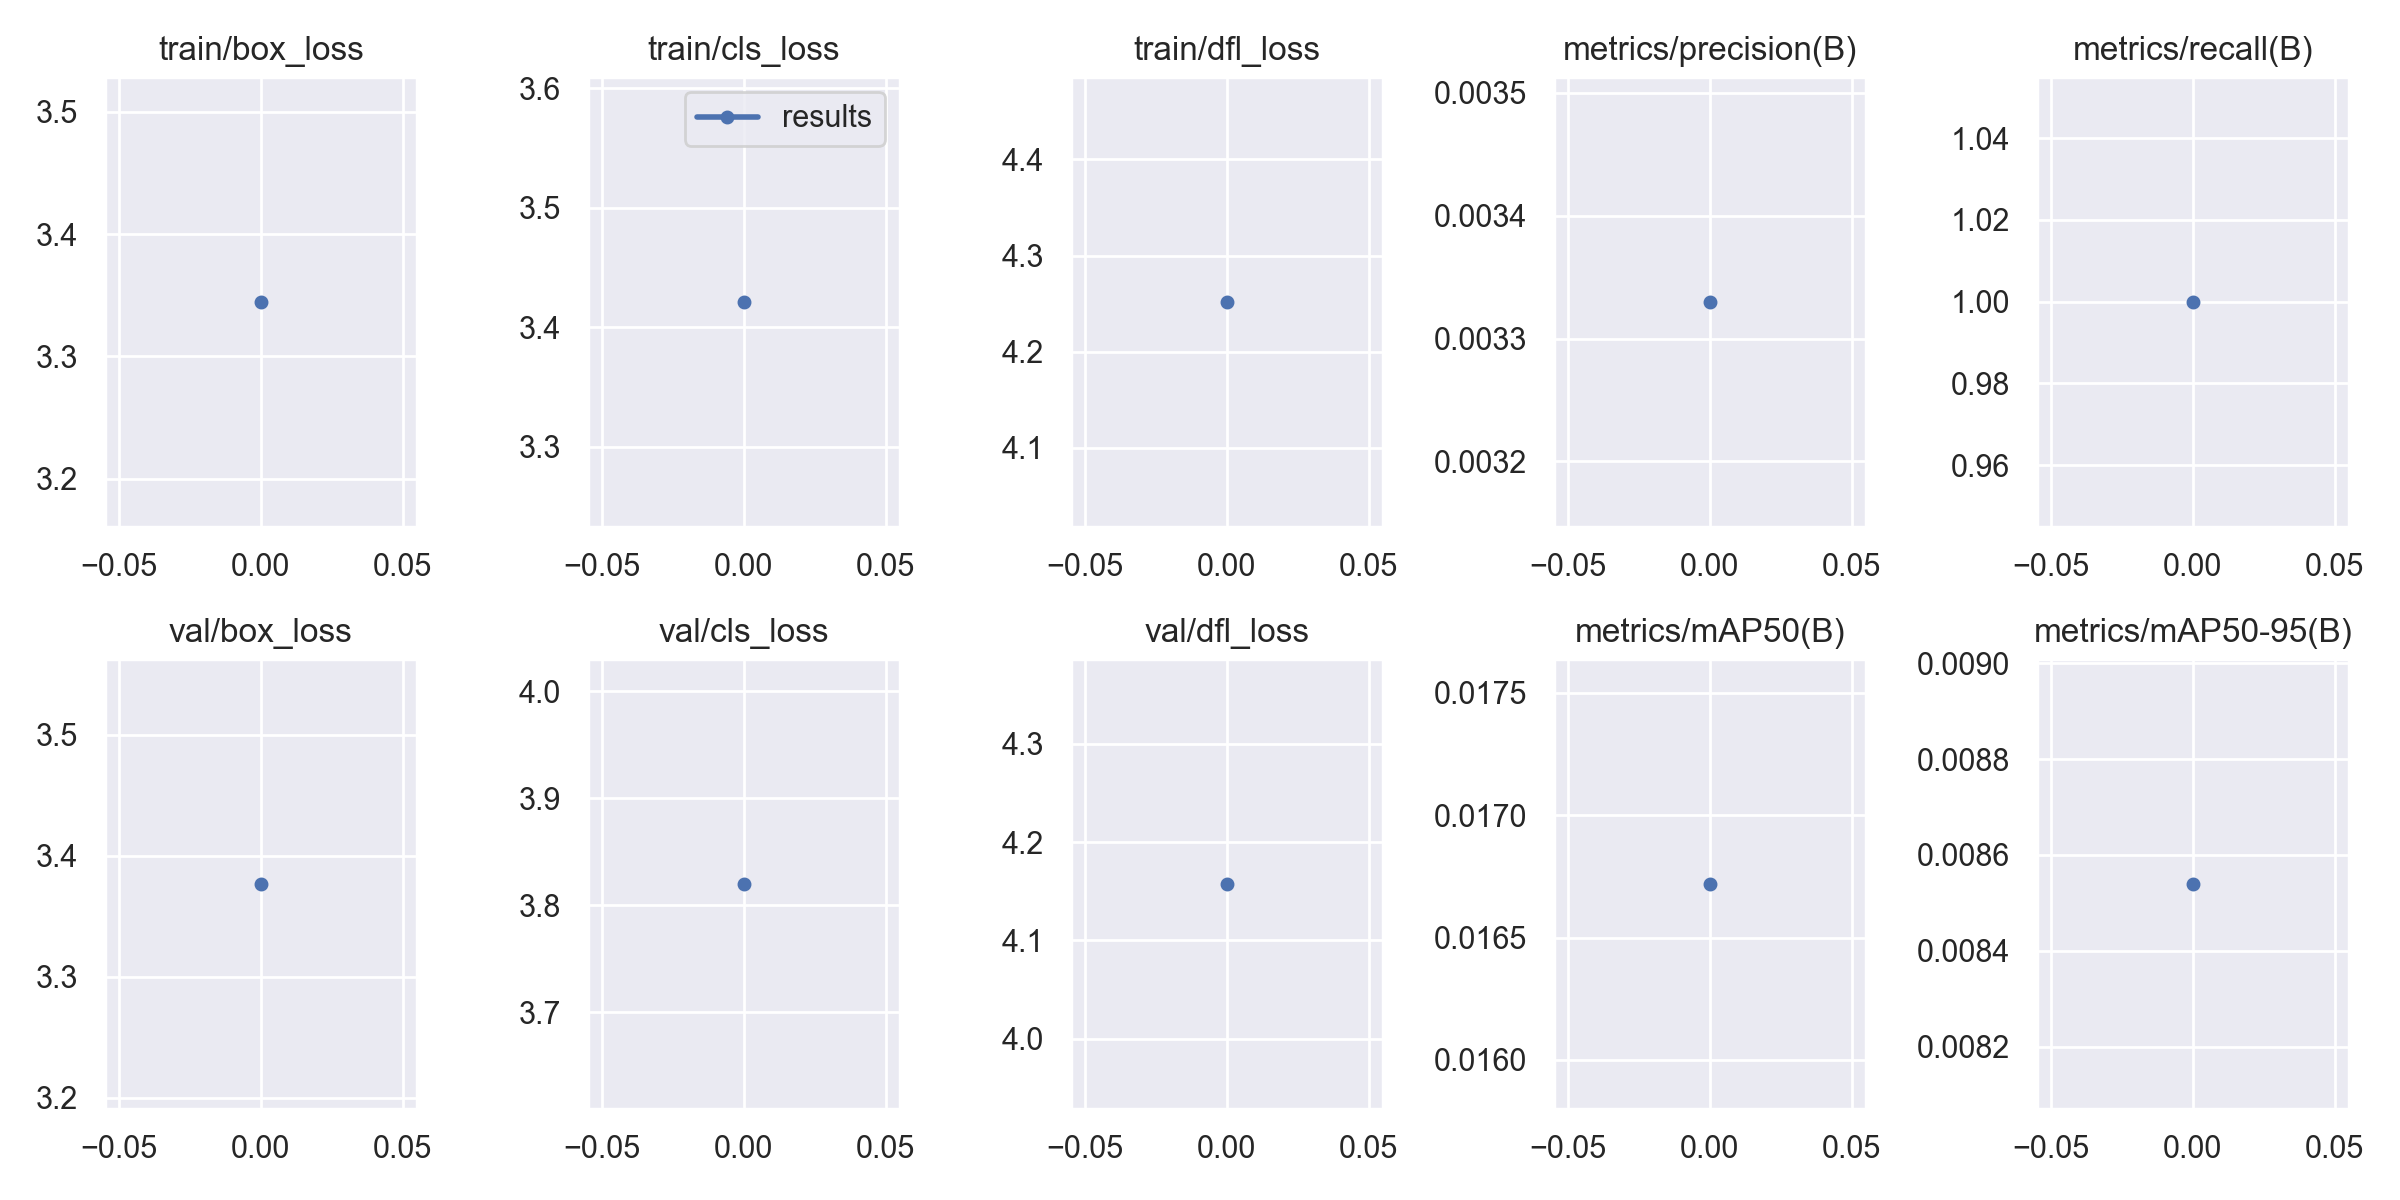 train/box_loss
train/cls_loss
train/dfl_loss
metrics/precision(B)
metrics/recall(B)
3.5
3.4
3.3
3.2
−0.05 0.00 0.05
results
3.6
3.5
3.4
3.3
−0.05 0.00 0.05
4.4
4.3
4.2
4.1
−0.05 0.00 0.05
0.0035
0.0034
0.0033
0.0032
−0.05 0.00 0.05
1.04
1.02
1.00
0.98
0.96
−0.05 0.00 0.05
val/box_loss
val/cls_loss
val/dfl_loss
metrics/mAP50(B)
metrics/mAP50-95(B)
3.5
3.4
3.3
3.2
−0.05 0.00 0.05
4.0
3.9
3.8
3.7
−0.05 0.00 0.05
4.3
4.2
4.1
4.0
−0.05 0.00 0.05
0.0175
0.0170
0.0165
0.0160
−0.05 0.00 0.05
0.0090
0.0088
0.0086
0.0084
0.0082
−0.05 0.00 0.05